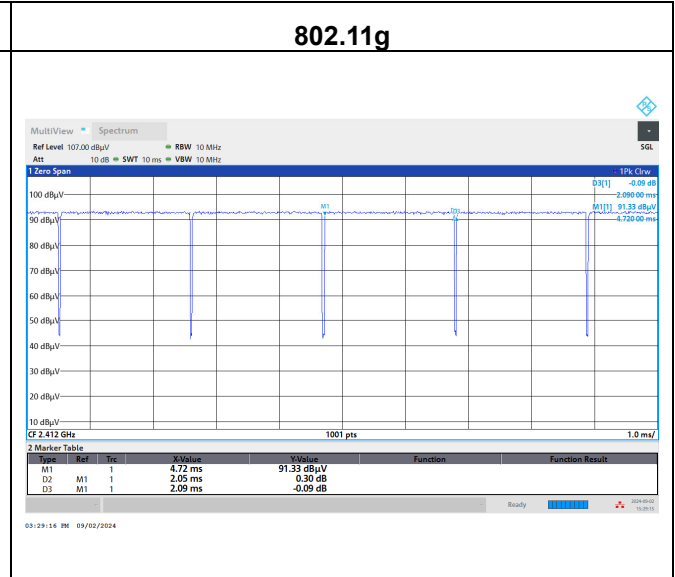 802.11g
MultiView Spectrum
Ref Level 107.00 dBµV RBW 10 MHz SGL
Att 10 dB SWT 10 ms VBW 10 MHz
1 Zero Span 1Pk Clrw
D3[1] -0.09 dB
2.090 00 ms
M1[1] 91.33 dBµV
4.720 00 ms
M1
100 dBµV
90 dBµV
80 dBµV
70 dBµV
60 dBµV
50 dBµV
40 dBµV
30 dBµV
20 dBµV
10 dBµV
CF 2.412 GHz 1001 pts 1.0 ms/
2 Marker Table
Type Ref Trc X-Value Y-Value Function Function Result
M1 1 4.72 ms 91.33 dBµV
D2 M1 1 2.05 ms 0.30 dB
D3 M1 1 2.09 ms -0.09 dB
Ready 2024-09-02
15:29:15
03:29:16 PM 09/02/2024